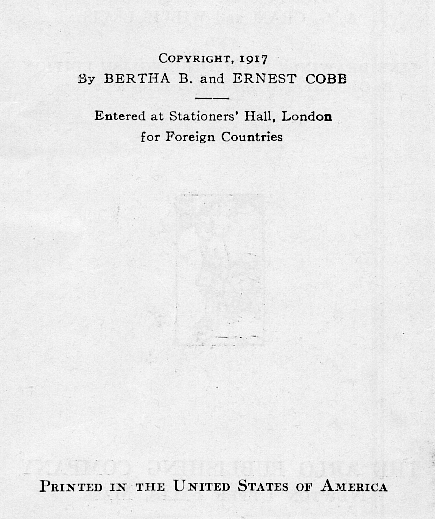 COPYRIGHT, 1917
By BERTHA B. and ERNEST COBB
Entered at Stationers' Hall, London
for Foreign Countries
PRINTED IN THE UNITED STATES OF AMERICA